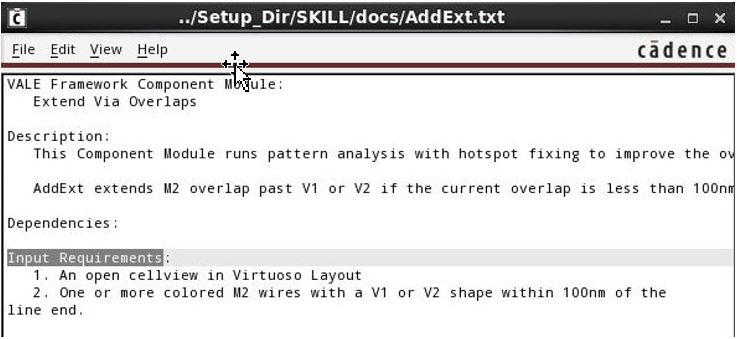 ../Setup_Dir/SKILL/docs/AddExt.txt
File Edit View Help
cādence
VALE Framework Component Module:
Extend Via Overlaps
Description:
This Component Module runs pattern analysis with hotspot fixing to improve the ov
AddExt extends M2 overlap past V1 or V2 if the current overlap is less than 100nm
Dependencies:
Input Requirements:
1. An open cellview in Virtuoso Layout
2. One or more colored M2 wires with a V1 or V2 shape within 100nm of the
line end.